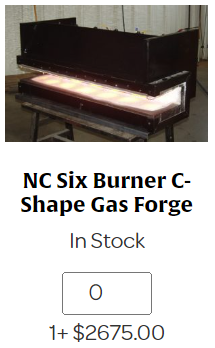 NC Six Burner C-
Shape Gas Forge
In Stock
0
1+ $2675.00